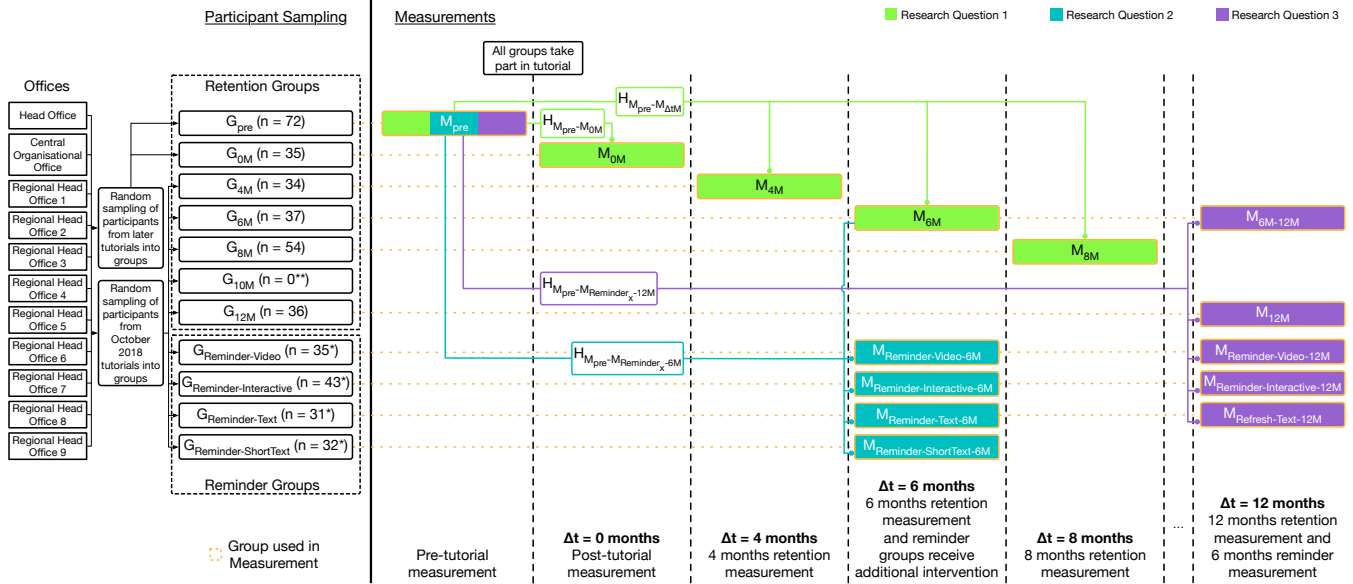 Participant Sampling
Measurements
Research Question 1
Research Question 2
Research Question 3
All groups take
part in tutorial
Offices
Head Office
Central
Organisational
Office
Regional Head
Office 1
Regional Head
Office 2
Regional Head
Office 3
Regional Head
Office 4
Regional Head
Office 5
Regional Head
Office 6
Regional Head
Office 7
Regional Head
Office 8
Regional Head
Office 9
Random
sampling of
participants
from later
tutorials into
groups
Random
sampling of
participants
from
October
2018
tutorials into
groups
Retention Groups
Gpre (n = 72)
G0M (n = 35)
G4M (n = 34)
G6M (n = 37)
G8M (n = 54)
G10M (n = 0**)
G12M (n = 36)
GReminder-Video (n = 35*)
GReminder-Interactive (n = 43*)
GReminder-Text (n = 31*)
GReminder-ShortText (n = 32*)
Reminder Groups
Group used in
Measurement
Mpre
HMpre-MΔtM
HMpre-M0M
M0M
M4M
M6M
M8M
M6M-12M
HMpre-MReminderx-12M
M12M
HMpre-MReminderx-6M
MReminder-Video-6M
MReminder-Interactive-6M
MReminder-Text-6M
MReminder-ShortText-6M
MReminder-Video-12M
MReminder-Interactive-12M
MRefresh-Text-12M
Pre-tutorial
measurement
Δt = 0 months
Post-tutorial
measurement
Δt = 4 months
4 months retention
measurement
Δt = 6 months
6 months retention
measurement
and reminder
groups receive
additional intervention
Δt = 8 months
8 months retention
measurement
...
Δt = 12 months
12 months retention
measurement and
6 months reminder
measurement